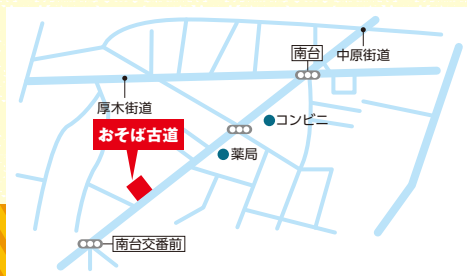 南台
中原街道
厚木街道
コンビニ
おそば古道
薬局
南台交番前